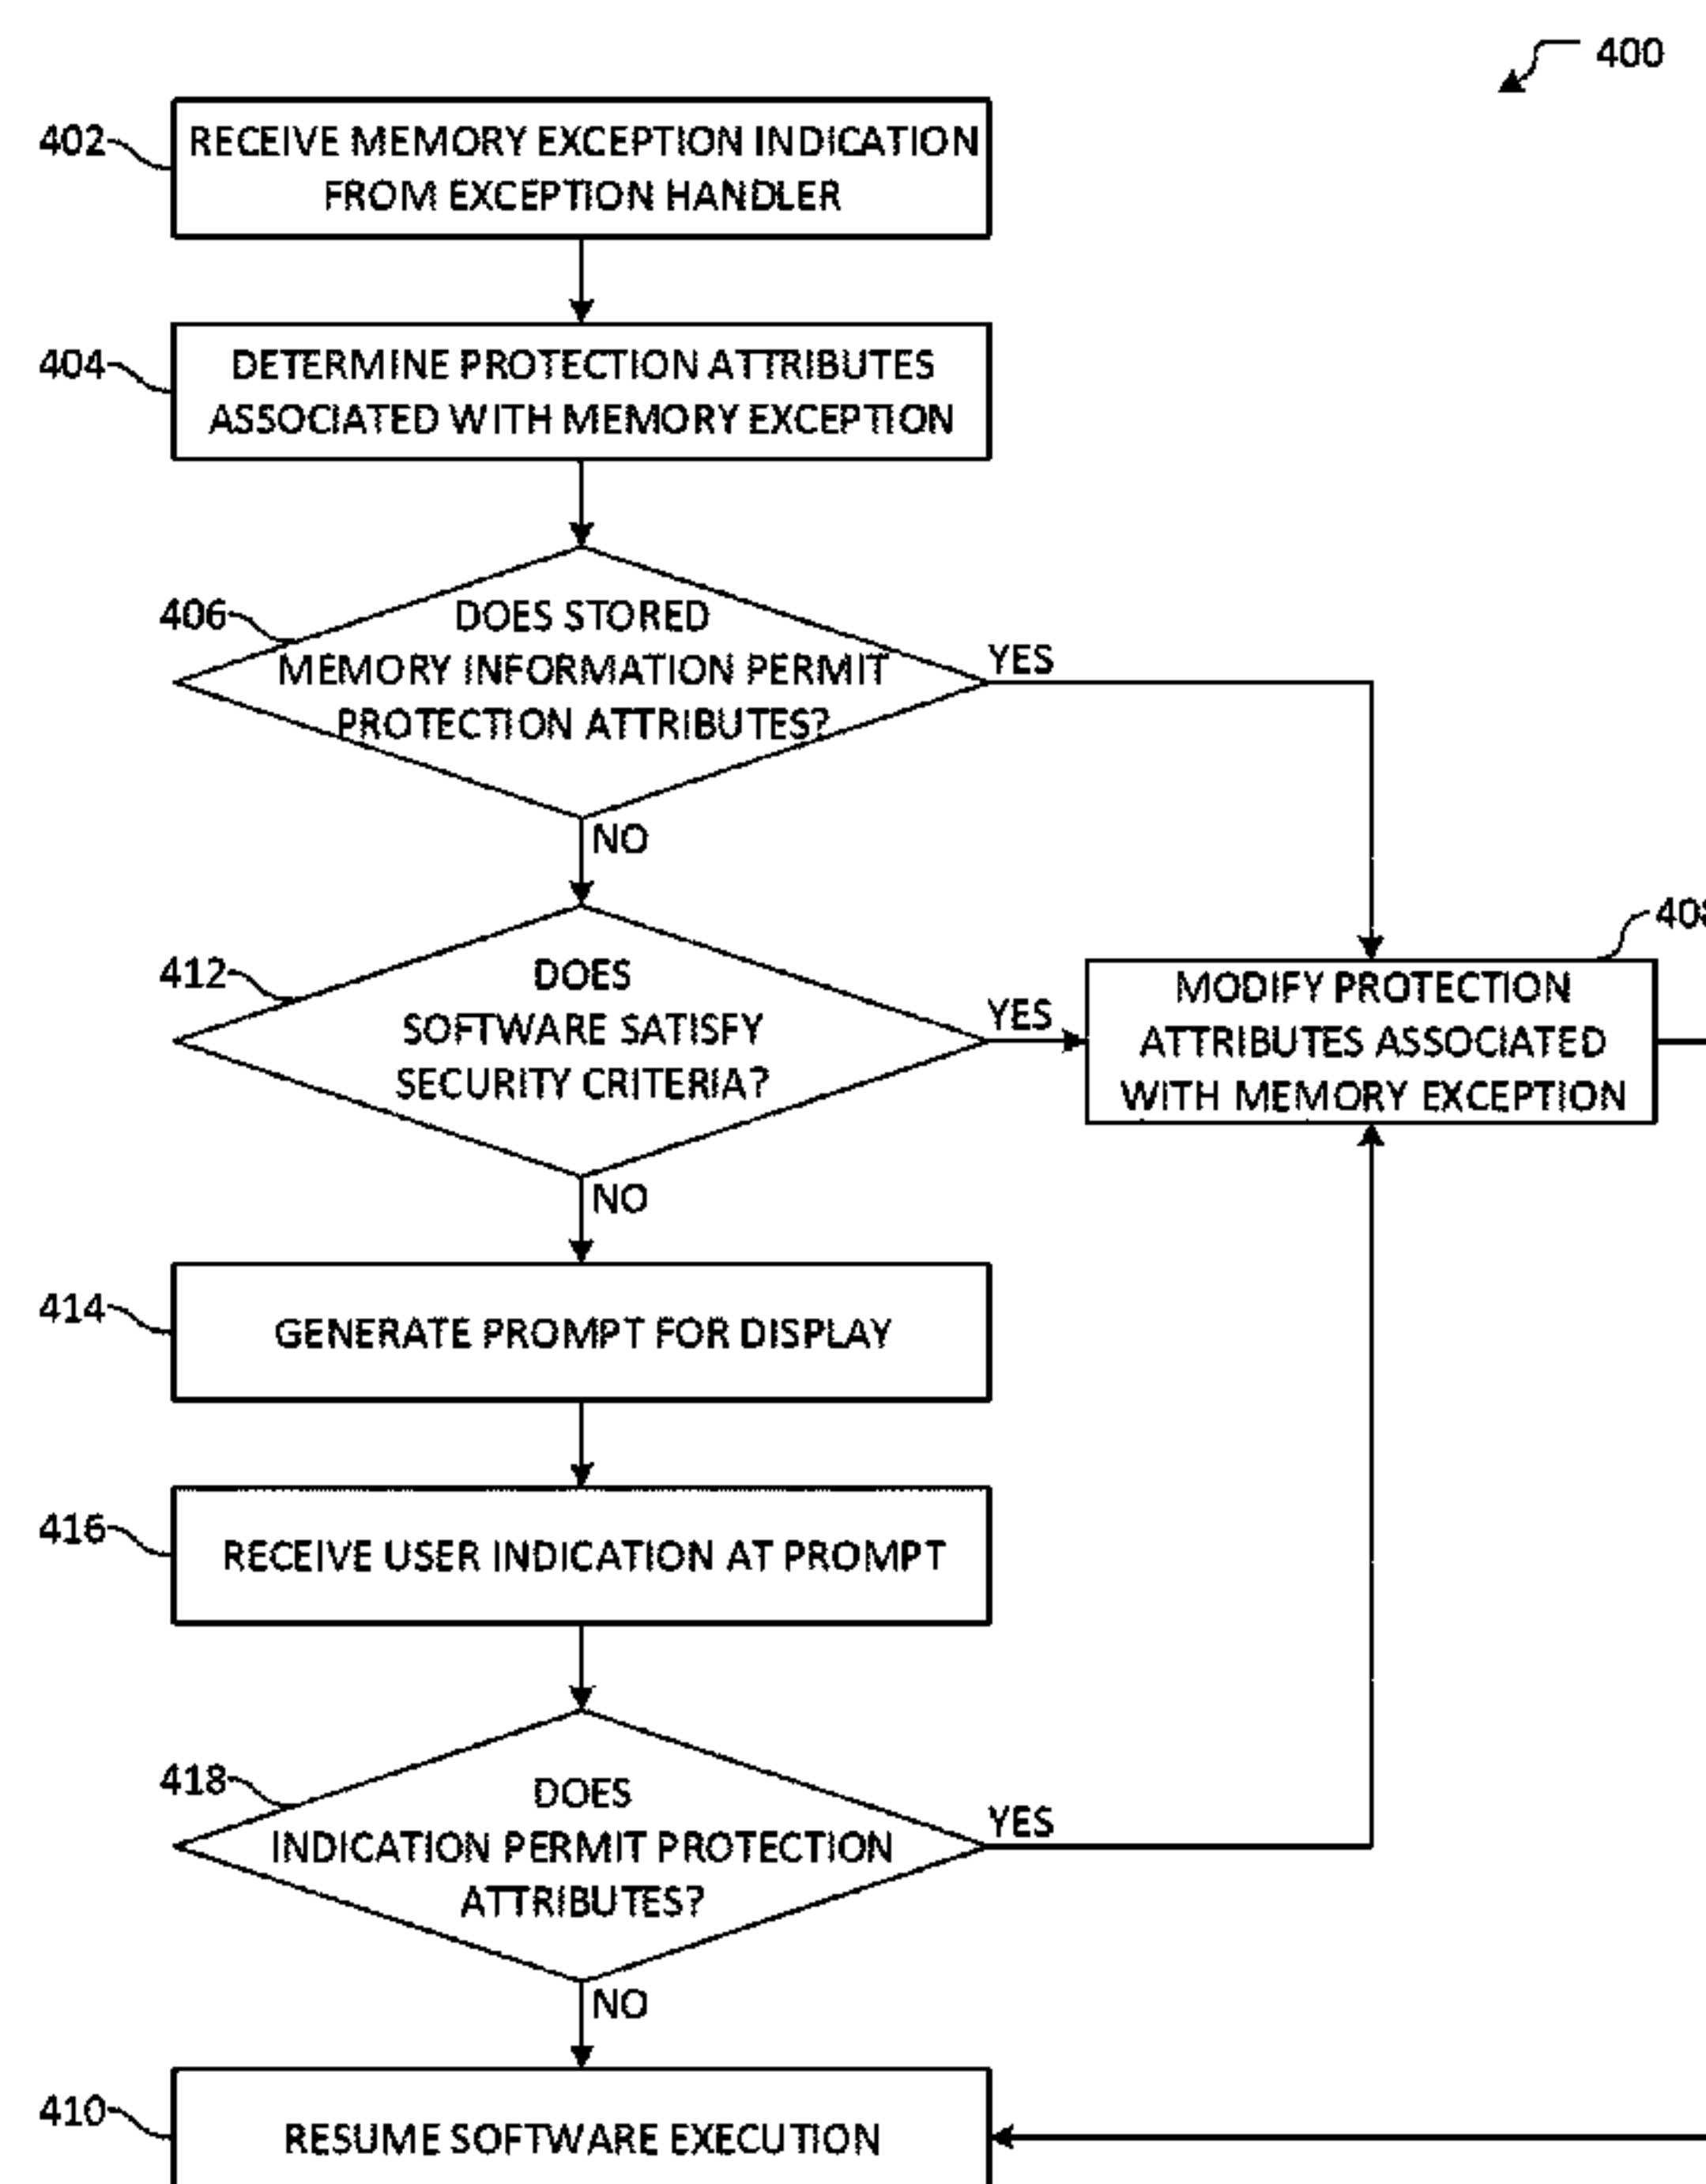 400
402
RECEIVE MEMORY EXCEPTION INDICATION
FROM EXCEPTION HANDLER
404
DETERMINE PROTECTION ATTRIBUTES
ASSOCIATED WITH MEMORY EXCEPTION
406
DOES STORED
MEMORY INFORMATION PERMIT
PROTECTION ATTRIBUTES?
YES
NO
408
412
DOES
SOFTWARE SATISFY
SECURITY CRITERIA?
YES
MODIFY PROTECTION
ATTRIBUTES ASSOCIATED
WITH MEMORY EXCEPTION
NO
414
GENERATE PROMPT FOR DISPLAY
416
RECEIVE USER INDICATION AT PROMPT
418
DOES
INDICATION PERMIT PROTECTION
ATTRIBUTES?
YES
NO
410
RESUME SOFTWARE EXECUTION